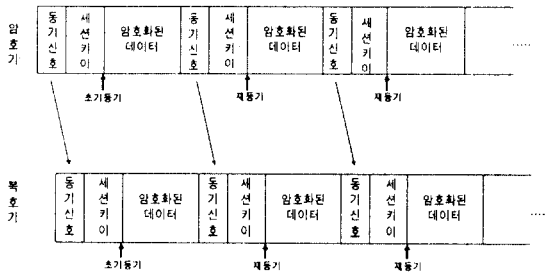 암호기
동기신호 세션키이 암호화된 데이터 동기신호 세션키이 암호화된 데이터 동기신호 세션키이 암호화된 데이터 .....
초기동기 재동기 재동기
복호기
동기신호 세션키이 암호화된 데이터 동기신호 세션키이 암호화된 데이터 동기신호 세션키이 암호화된 데이터 ....
초기동기 재동기 재동기